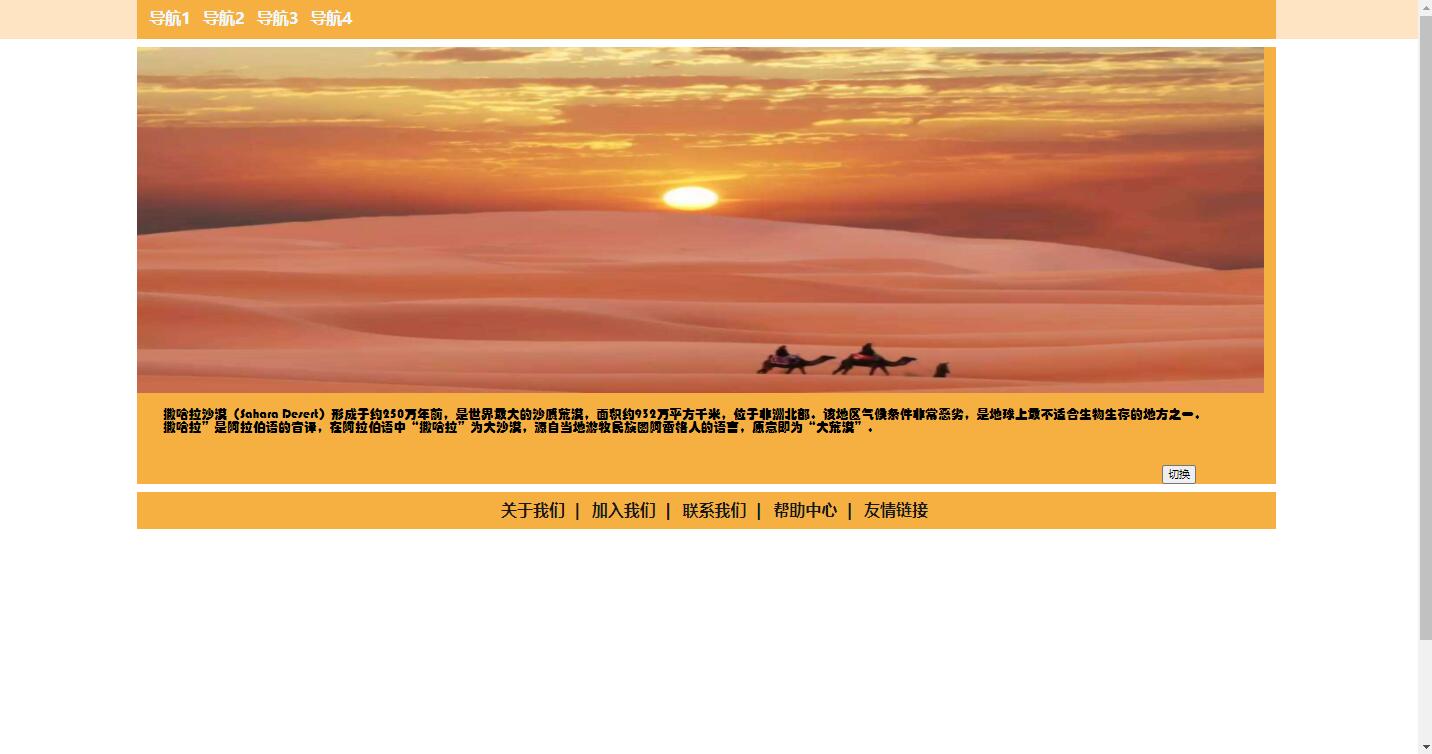 导航1 导航2 导航3 导航4
撒哈拉沙漠（Sahara Desert）形成于约250万年前，是世界最大的沙质荒漠，面积约932万平方千米，位于非洲北部。该地区气候条件非常恶劣，是地球上最不适合生物生存的地方之一。
撒哈拉”是阿拉伯语的音译，在阿拉伯语中“撒哈拉”为大沙漠，源自当地游牧民族图阿雷格人的语言，原意即为“大荒漠”。
切换
关于我们 | 加入我们 | 联系我们 | 帮助中心 | 友情链接